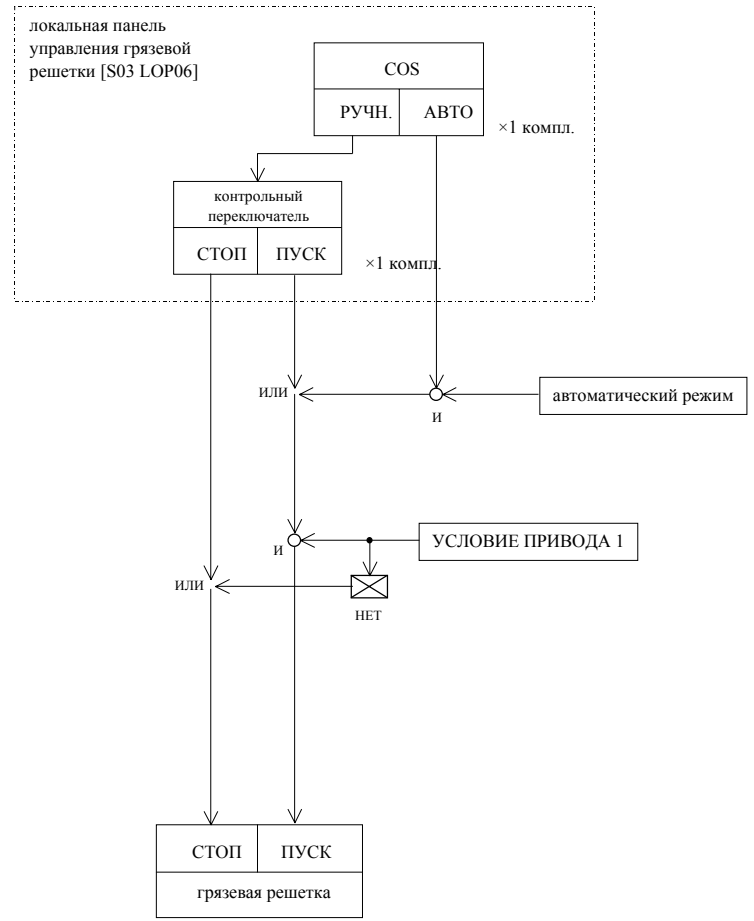 локальная панель
управления грязевой
решетки [S03 LOP06]
COS
РУЧН.
АВТО
×1 компл.
контрольный
переключатель
СТОП
ПУСК
×1 компл.
ИЛИ
И
автоматический режим
И
УСЛОВИЕ ПРИВОДА 1
ИЛИ
НЕТ
СТОП
ПУСК
грязевая решетка